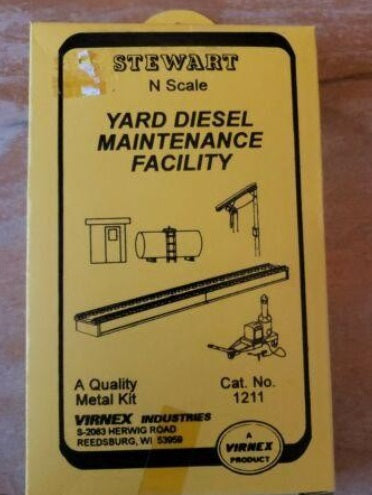 STEWART
N Scale
YARD DIESEL
MAINTENANCE
FACILITY
A Quality
Metal Kit
Cat. No.
1211
VIRNEX INDUSTRIES
S-2063 HERWIG ROAD
REEDSBURG, WI 53959
A
VIRNEX
PRODUCT